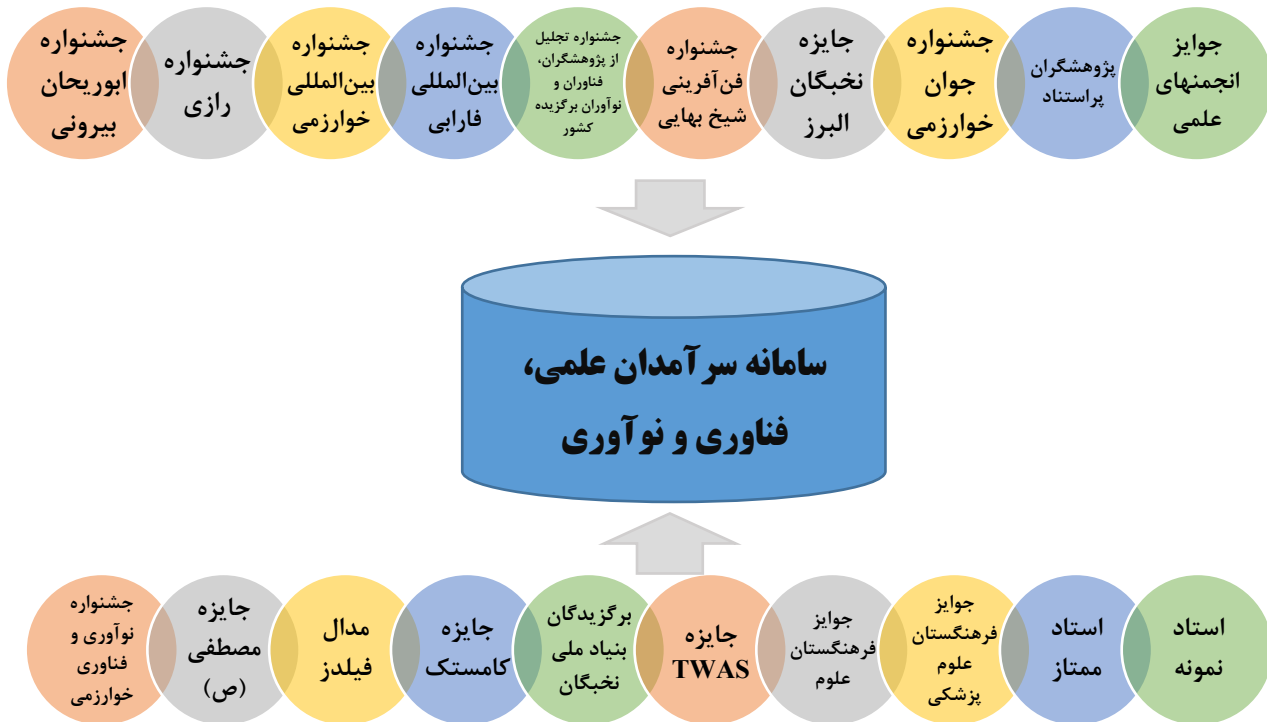 جوایز
انجمنهای
علمی
پژوهشگران
پراستناد
جشنواره
جوان
خوارزمی
جایزه
نخبگان
البرز
جشنواره
فن‌آفرینی
شیخ بهایی
جشنواره تجلیل
از پژوهشگران،
فناوران و
نوآوران برگزیده
کشور
جشنواره
بین‌المللی
فارابی
جشنواره
بین‌المللی
خوارزمی
جشنواره
رازی
جشنواره
ابوریحان
بیرونی
سامانه سرآمدان علمی،
فناوری و نوآوری
استاد
نمونه
استاد
ممتاز
جوایز
فرهنگستان
علوم
پزشکی
جوایز
فرهنگستان
علوم
جایزه
TWAS
برگزیدگان
بنیاد ملی
نخبگان
جایزه
کامستک
مدال
فیلدز
جایزه
مصطفی
(ص)
جشنواره
نوآوری و
فناوری
خوارزمی